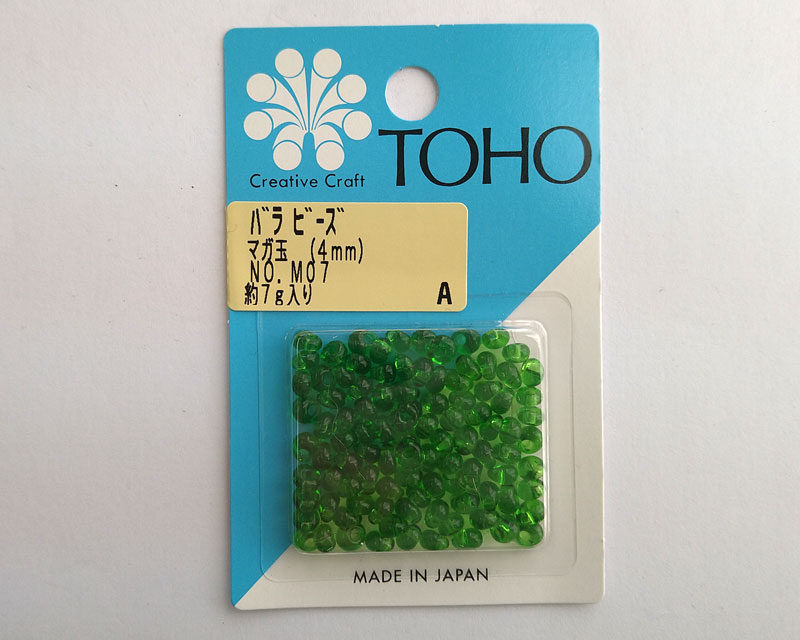 TOHO
Creative Craft
バラ ビーズ
マガ玉 (4mm)
NO. M07
約7g入り
A
MADE IN JAPAN